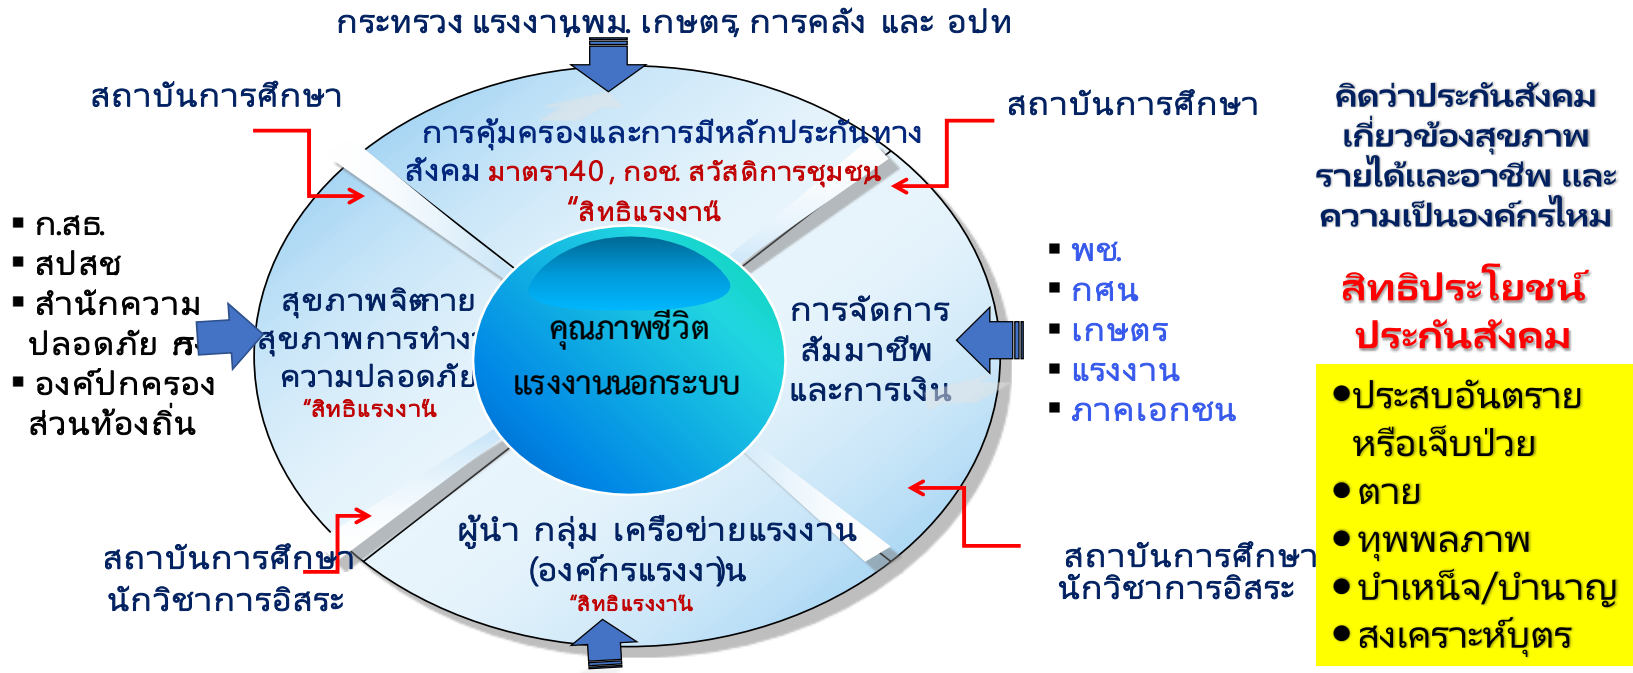 กระทรวง แรงงาน,พม. เกษตร, การคลัง และ อปท
สถาบันการศึกษา
สถาบันการศึกษา
การคุ้มครองและการมีหลักประกันทาง
สังคม มาตรา40 , กอช. สวัสดิการชุมชน,
“สิทธิแรงงาน”
▪ ก.สธ.
▪ สปสช
▪ สำนักความ
ปลอดภัย
▪ องค์ปกครอง
ส่วนท้องถิ่น
สุขภาพจิต กาย
สุขภาพการทำงาน
ความปลอดภัย
“สิทธิแรงงาน”
คุณภาพชีวิต
แรงงานนอกระบบ
การจัดการ
สัมมาชีพ
และการเงิน
▪ พช.
▪ กศน
▪ เกษตร
▪ แรงงาน
▪ ภาคเอกชน
ผู้นำ กลุ่ม เครือข่ายแรงงาน
(องค์กรแรงงาน)
“สิทธิแรงงาน”
สถาบันการศึกษา
นักวิชาการอิสระ
สถาบันการศึกษา
นักวิชาการอิสระ
คิดว่าประกันสังคม
เกี่ยวข้องสุขภาพ
รายได้และอาชีพ และ
ความเป็นองค์กรไหม
สิทธิประโยชน์
ประกันสังคม
•ประสบอันตราย
หรือเจ็บป่วย
• ตาย
• ทุพพลภาพ
• บำเหน็จ/บำนาญ
• สงเคราะห์บุตร